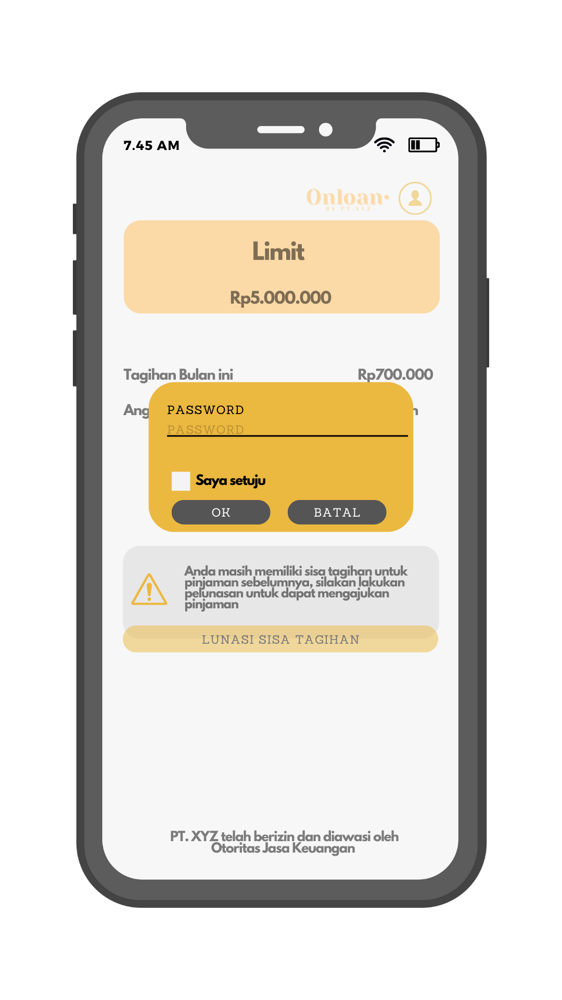 7.45 AM
Onloan•
BY PT.XYZ
Limit
Rp5.000.000
Tagihan Bulan ini Rp700.000
PASSWORD
PASSWORD
Saya setuju
OK BATAL
Anda masih memiliki sisa tagihan untuk
pinjaman sebelumnya, silakan lakukan
pelunasan untuk dapat mengajukan
pinjaman
LUNASI SISA TAGIHAN
PT. XYZ telah berizin dan diawasi oleh
Otoritas Jasa Keuangan